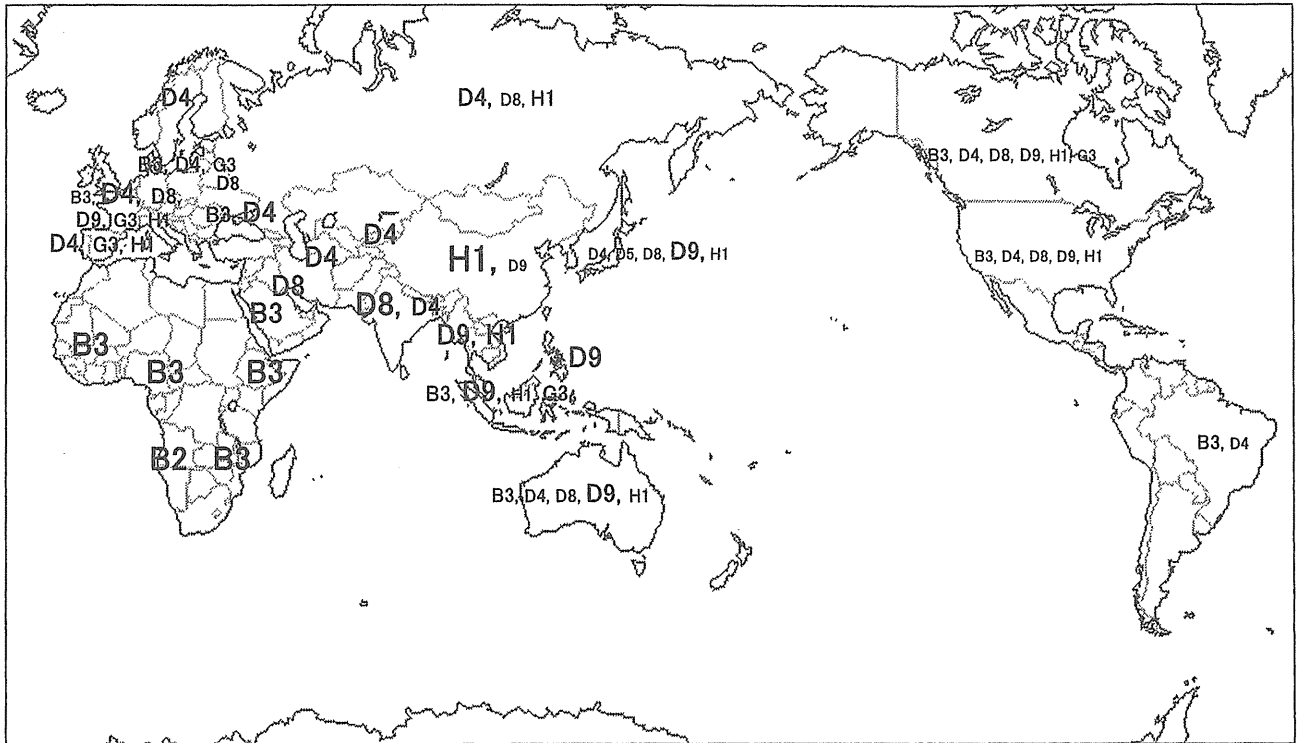 D4, D8, H1
D4
B3, D4, G3
D8
B3, D4, D8
D9, G3, H1
B3, D4
D4, G3, H1
B3, D4, D8, D9, H1, G3
B3, D4, D8, D9, H1
D4
D4
H1, D9
D4, D5, D8, D9, H1
D8
B3
D8, D4
D9, H1
B3
B3
B3
D9
B3, D9, H1, G3,
B2
B3
B3, D4, D8, D9, H1
B3, D4